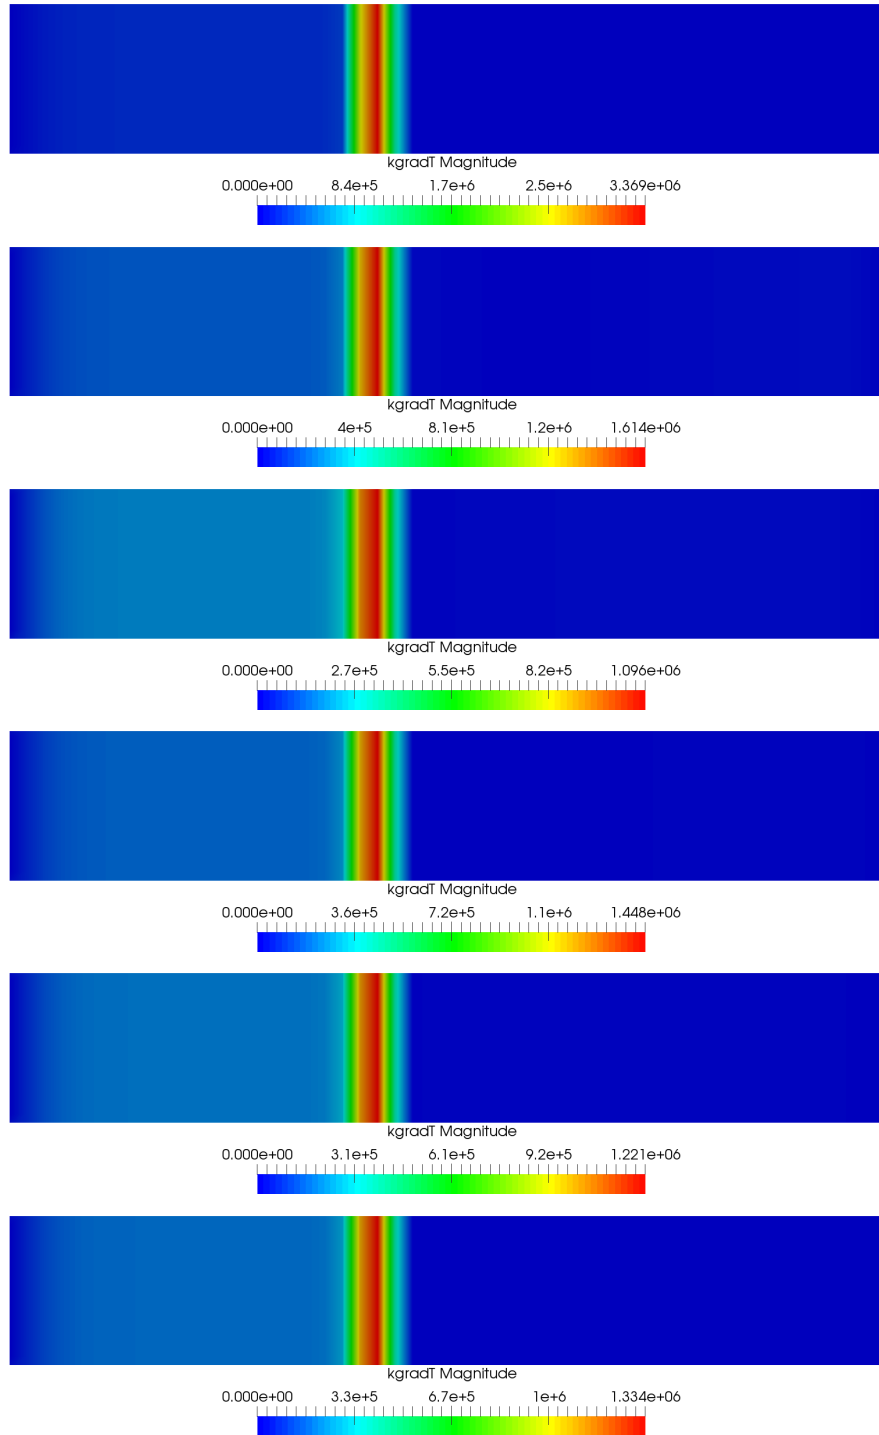 kgradT Magnitude
0.000e+00 8.4e+5 1.7e+6 2.5e+6 3.369e+06
kgradT Magnitude
0.000e+00 4e+5 8.1e+5 1.2e+6 1.614e+06
kgradT Magnitude
0.000e+00 2.7e+5 5.5e+5 8.2e+5 1.096e+06
kgradT Magnitude
0.000e+00 3.6e+5 7.2e+5 1.1e+6 1.448e+06
kgradT Magnitude
0.000e+00 3.1e+5 6.1e+5 9.2e+5 1.221e+06
kgradT Magnitude
0.000e+00 3.3e+5 6.7e+5 1e+6 1.334e+06